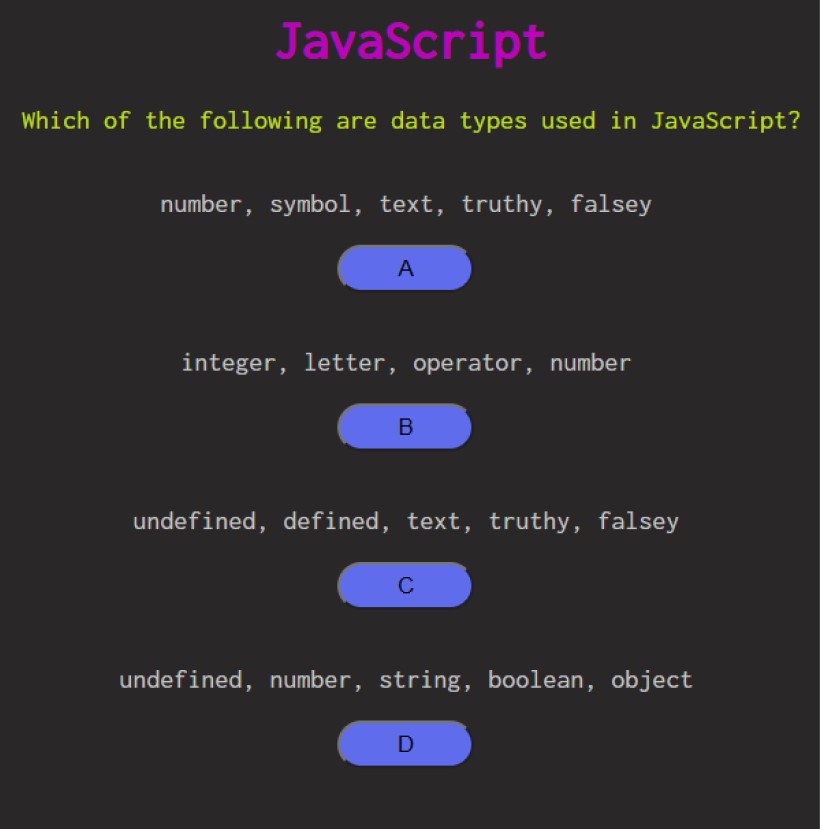 JavaScript
Which of the following are data types used in JavaScript?
number, symbol, text, truthy, falsey
A
integer, letter, operator, number
B
undefined, defined, text, truthy, falsey
C
undefined, number, string, boolean, object
D